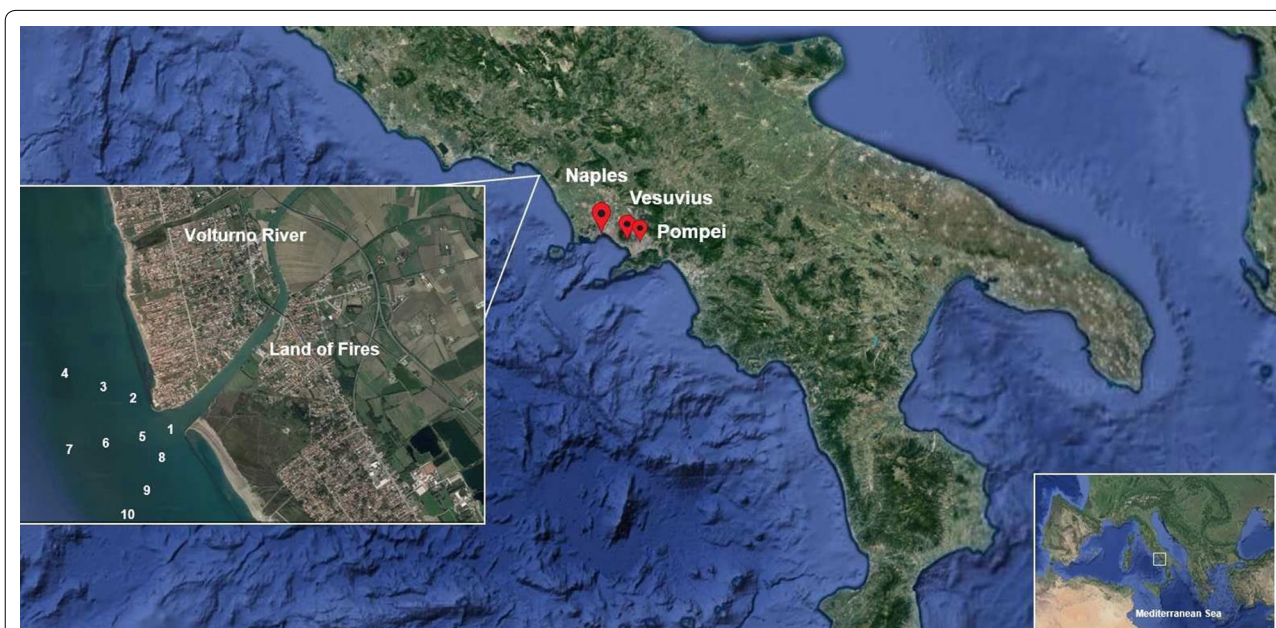 Naples
Vesuvius
Pompei
Volturno River
Land of Fires
4
3
2
1
5
6
7
8
9
10
Mediterranean Sea